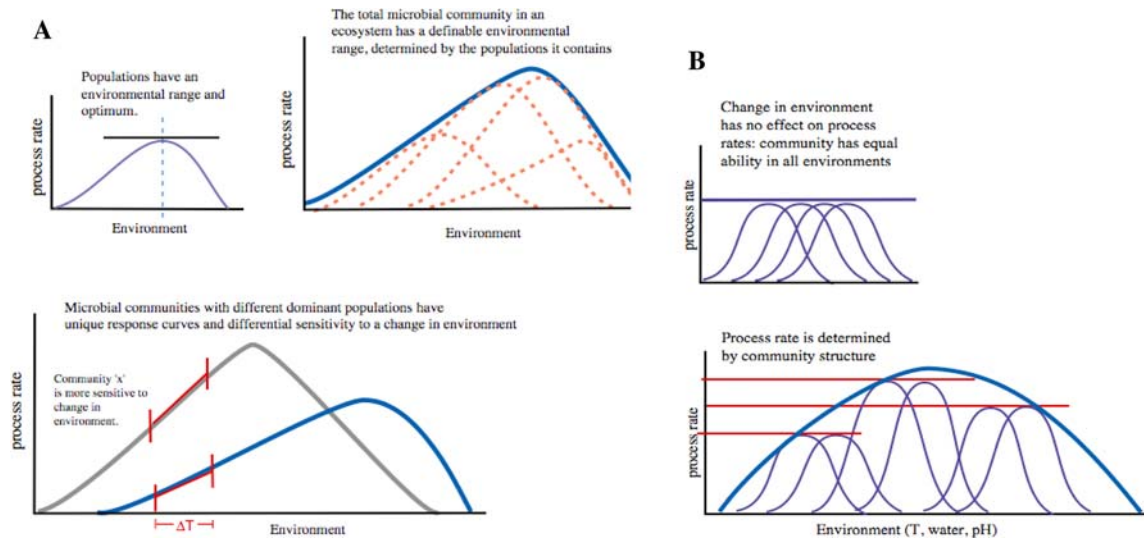 A
Populations have an
environmental range and
optimum.
process rate
Environment
The total microbial community in an
ecosystem has a definable environmental
range, determined by the populations it contains
process rate
Environment
Microbial communities with different dominant populations have
unique response curves and differential sensitivity to a change in environment
Community 'x'
is more sensitive to
change in
environment.
process rate
ΔT
Environment
B
Change in environment
has no effect on process
rates: community has equal
ability in all environments
process rate
Process rate is determined
by community structure
process rate
Environment (T, water, pH)